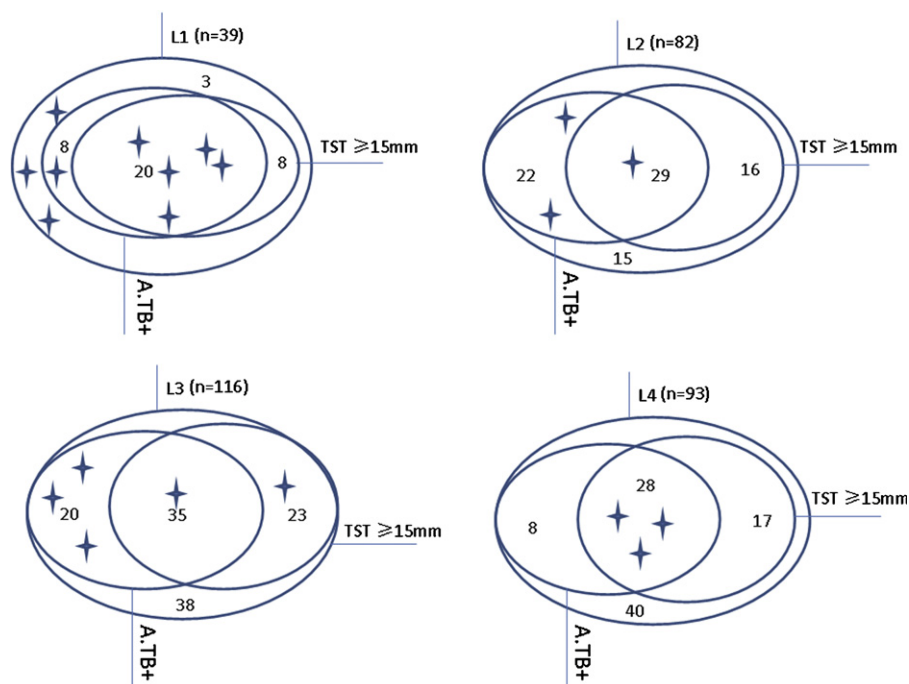 L1 (n=39)
3
8
20
8
TST ⩾15mm
A.TB+
L2 (n=82)
22
29
16
TST ⩾15mm
15
A.TB+
L3 (n=116)
20
35
23
TST ⩾15mm
38
A.TB+
L4 (n=93)
28
8
17
TST ⩾15mm
40
A.TB+